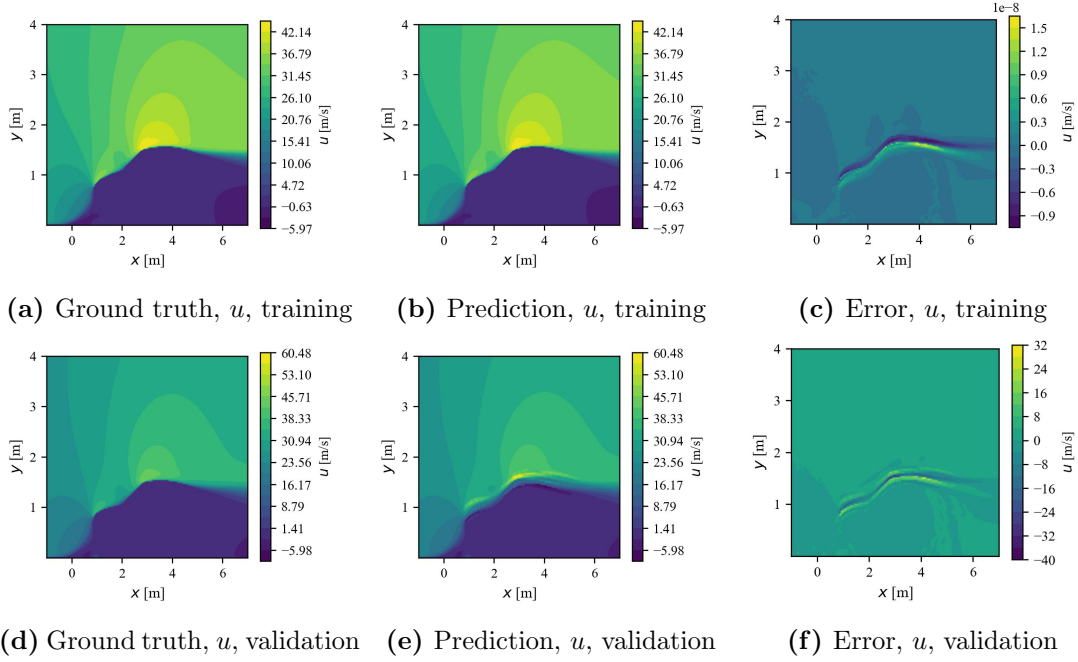 4
3
2
1
y [m]
0 2 4 6
x [m]
42.14
36.79
31.45
26.10
20.76
15.41
10.06
4.72
−0.63
−5.97
u [m/s]
4
3
2
1
y [m]
0 2 4 6
x [m]
42.14
36.79
31.45
26.10
20.76
15.41
10.06
4.72
−0.63
−5.97
u [m/s]
1e−8
4
3
2
1
y [m]
0 2 4 6
x [m]
1.5
1.2
0.9
0.6
0.3
0.0
−0.3
−0.6
−0.9
u [m/s]
(a) Ground truth, u, training
(b) Prediction, u, training
(c) Error, u, training
4
3
2
1
y [m]
0 2 4 6
x [m]
60.48
53.10
45.71
38.33
30.94
23.56
16.17
8.79
1.41
−5.98
u [m/s]
4
3
2
1
y [m]
0 2 4 6
x [m]
60.48
53.10
45.71
38.33
30.94
23.56
16.17
8.79
1.41
−5.98
u [m/s]
4
3
2
1
y [m]
0 2 4 6
x [m]
32
24
16
8
0
−8
−16
−24
−32
−40
u [m/s]
(d) Ground truth, u, validation
(e) Prediction, u, validation
(f) Error, u, validation